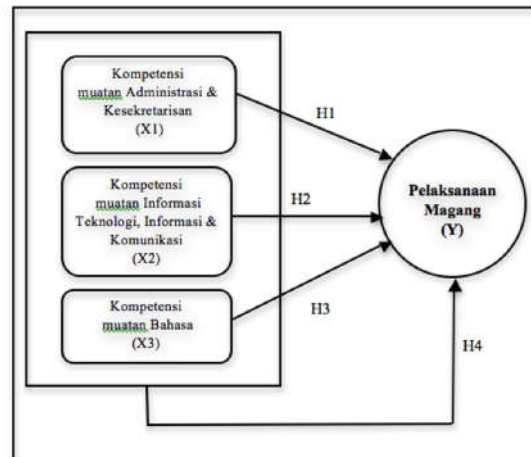 Kompetensi
muatan Administrasi &
Kesekretarisan
(X1)
H1
Kompetensi
muatan Informasi
Teknologi, Informasi &
Komunikasi
(X2)
H2
Pelaksanaan
Magang
(Y)
Kompetensi
muatan Bahasa
(X3)
H3
H4